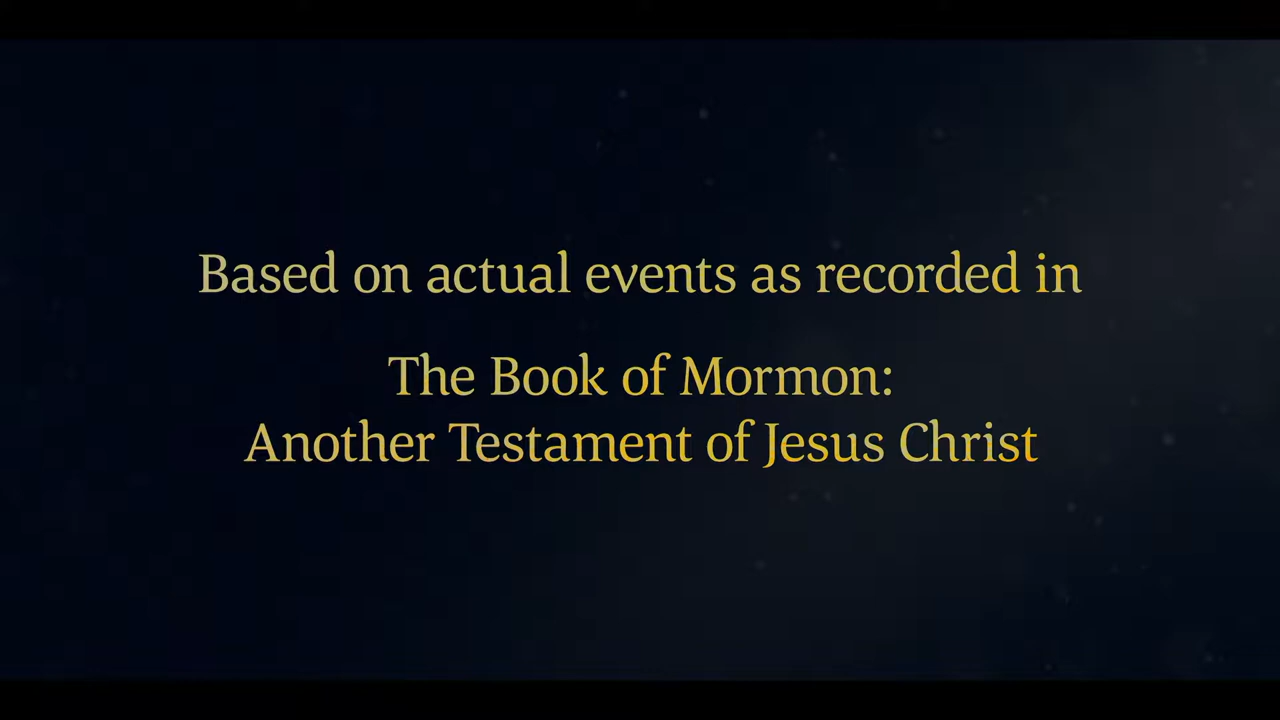 Based on actual events as recorded in
The Book of Mormon:
Another Testament of Jesus Christ